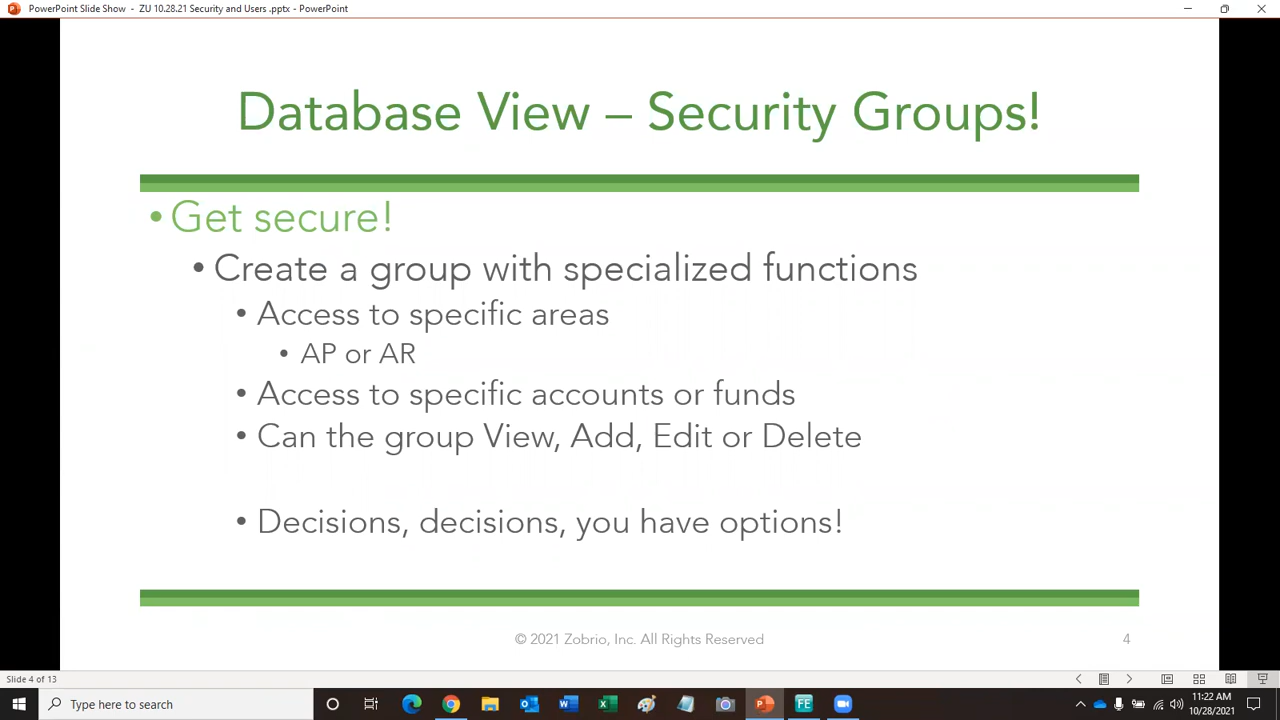 PowerPoint Slide Show - ZU 10.28.21 Security and Users .pptx - PowerPoint
Database View – Security Groups!
• Get secure!
• Create a group with specialized functions
• Access to specific areas
• AP or AR
• Access to specific accounts or funds
• Can the group View, Add, Edit or Delete
• Decisions, decisions, you have options!
© 2021 Zobrio, Inc. All Rights Reserved
4
Slide 4 of 13
Type here to search
FE
11:22 AM
10/28/2021